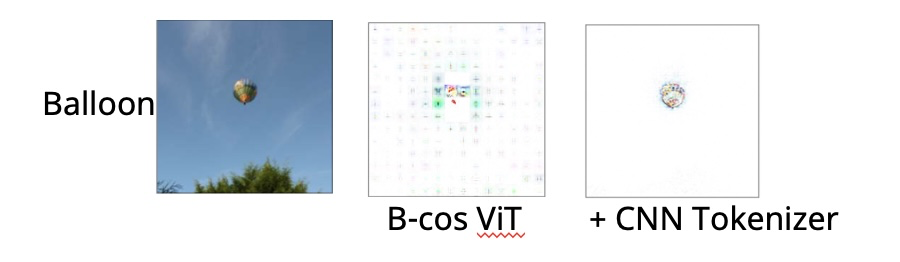 Balloon
B-cos ViT
+ CNN Tokenizer